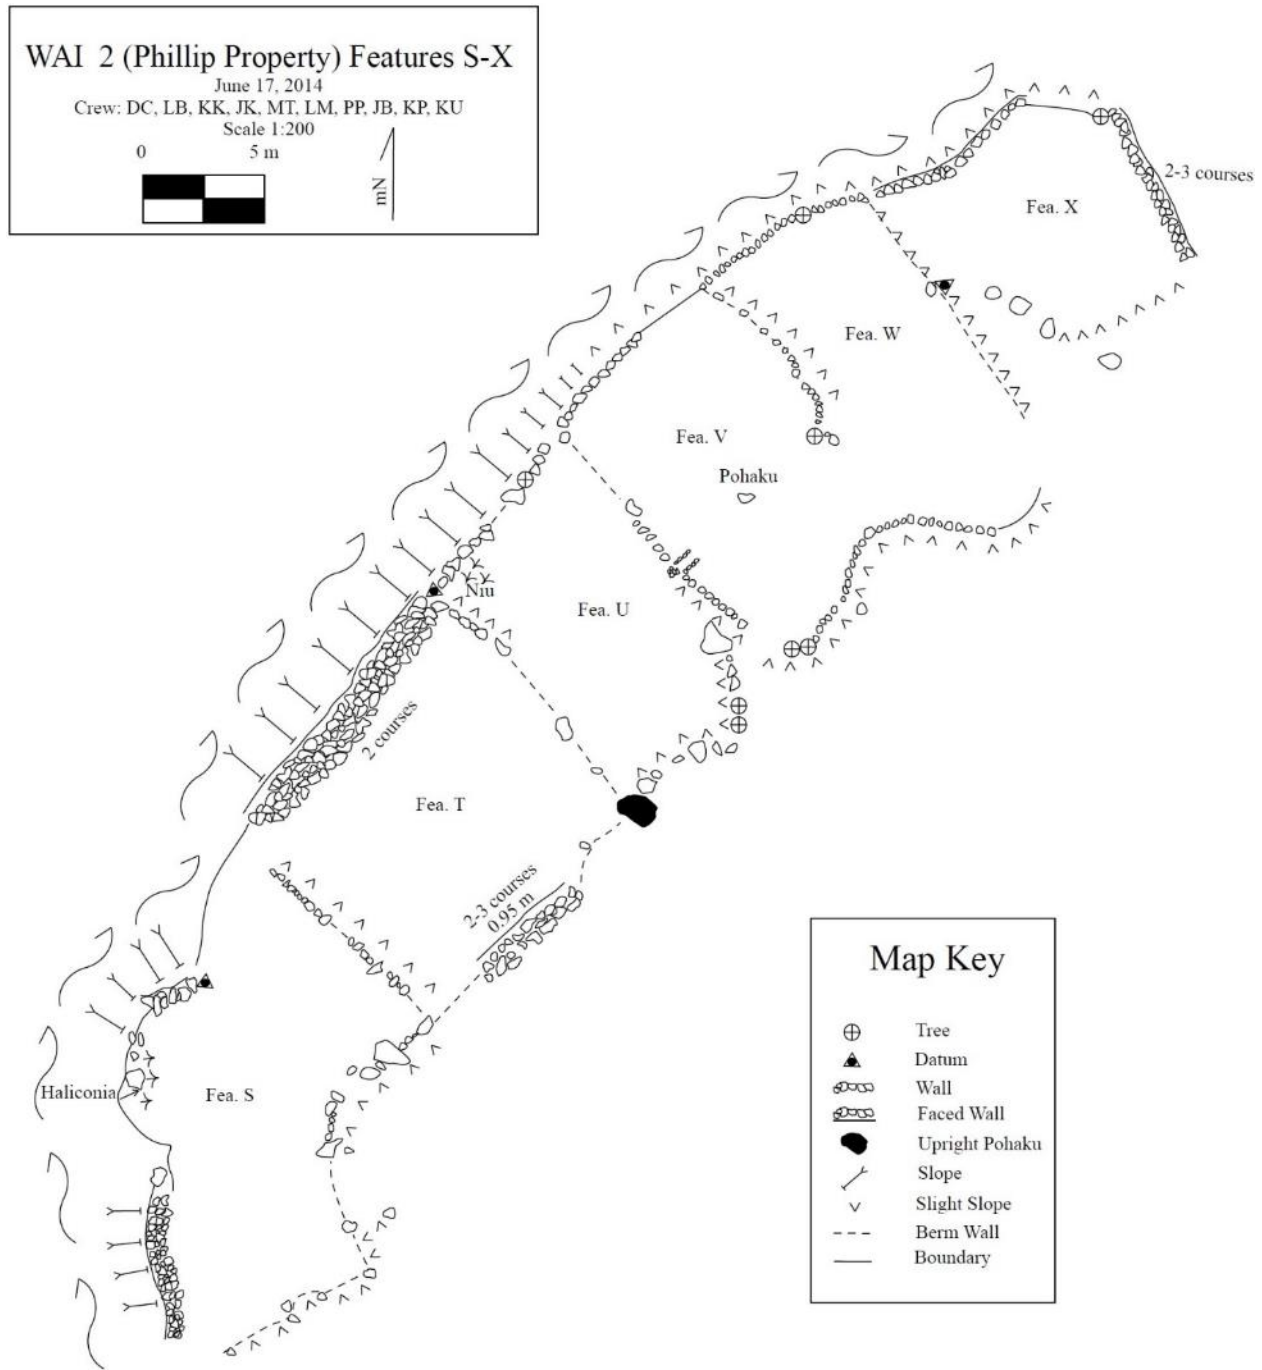 WAI 2 (Phillip Property) Features S-X
June 17, 2014
Crew: DC, LB, KK, JK, MT, LM, PP, JB, KP, KU
Scale 1:200
0 5 m
mN
2-3 courses
Fea. X
Fea. W
Fea. V
Pohaku
Niu
Fea. U
2 courses
Fea. T
2-3 courses
0.95 m
Haliconia
Fea. S
Map Key
Tree
Datum
Wall
Faced Wall
Upright Pohaku
Slope
Slight Slope
Berm Wall
Boundary